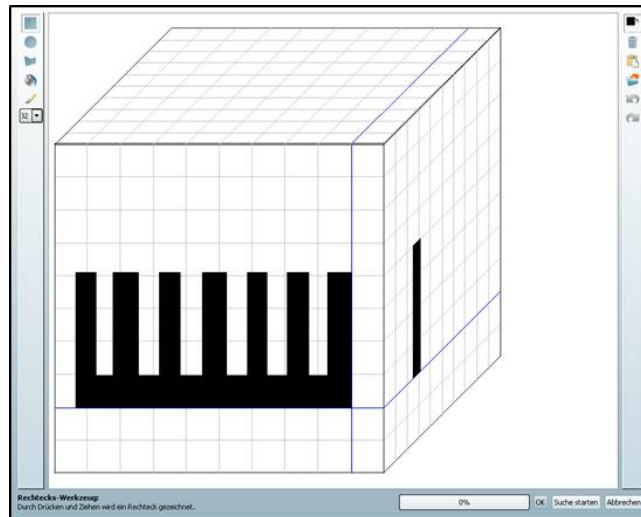 32
Rechtecks-Werkzeug:
Durch Drücken und Ziehen wird ein Rechteck gezeichnet.
0%
OK
Suche starten
Abbrechen